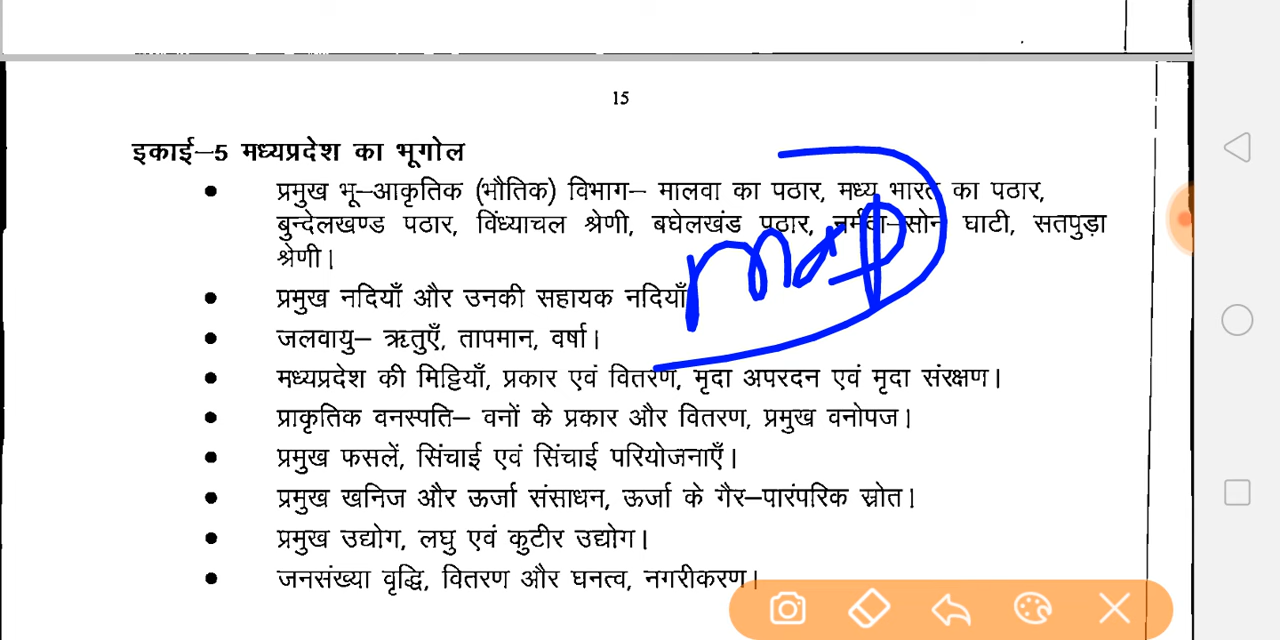 15
इकाई–5 मध्यप्रदेश का भूगोल
• प्रमुख भू–आकृतिक (भौतिक) विभाग– मालवा का पठार, मध्य भारत का पठार,
बुन्देलखण्ड पठार, विंध्याचल श्रेणी, बघेलखंड पठार, नर्मदा–सोन घाटी, सतपुड़ा
श्रेणी।
map
• प्रमुख नदियाँ और उनकी सहायक नदियाँ
• जलवायु– ऋतुएँ, तापमान, वर्षा।
• मध्यप्रदेश की मिट्टियाँ, प्रकार एवं वितरण, मृदा अपरदन एवं मृदा संरक्षण।
• प्राकृतिक वनस्पति– वनों के प्रकार और वितरण, प्रमुख वनोपज।
• प्रमुख फसलें, सिंचाई एवं सिंचाई परियोजनाएँ।
• प्रमुख खनिज और ऊर्जा संसाधन, ऊर्जा के गैर–पारंपरिक स्रोत।
• प्रमुख उद्योग, लघु एवं कुटीर उद्योग।
• जनसंख्या वृद्धि, वितरण और घनत्व, नगरीकरण।